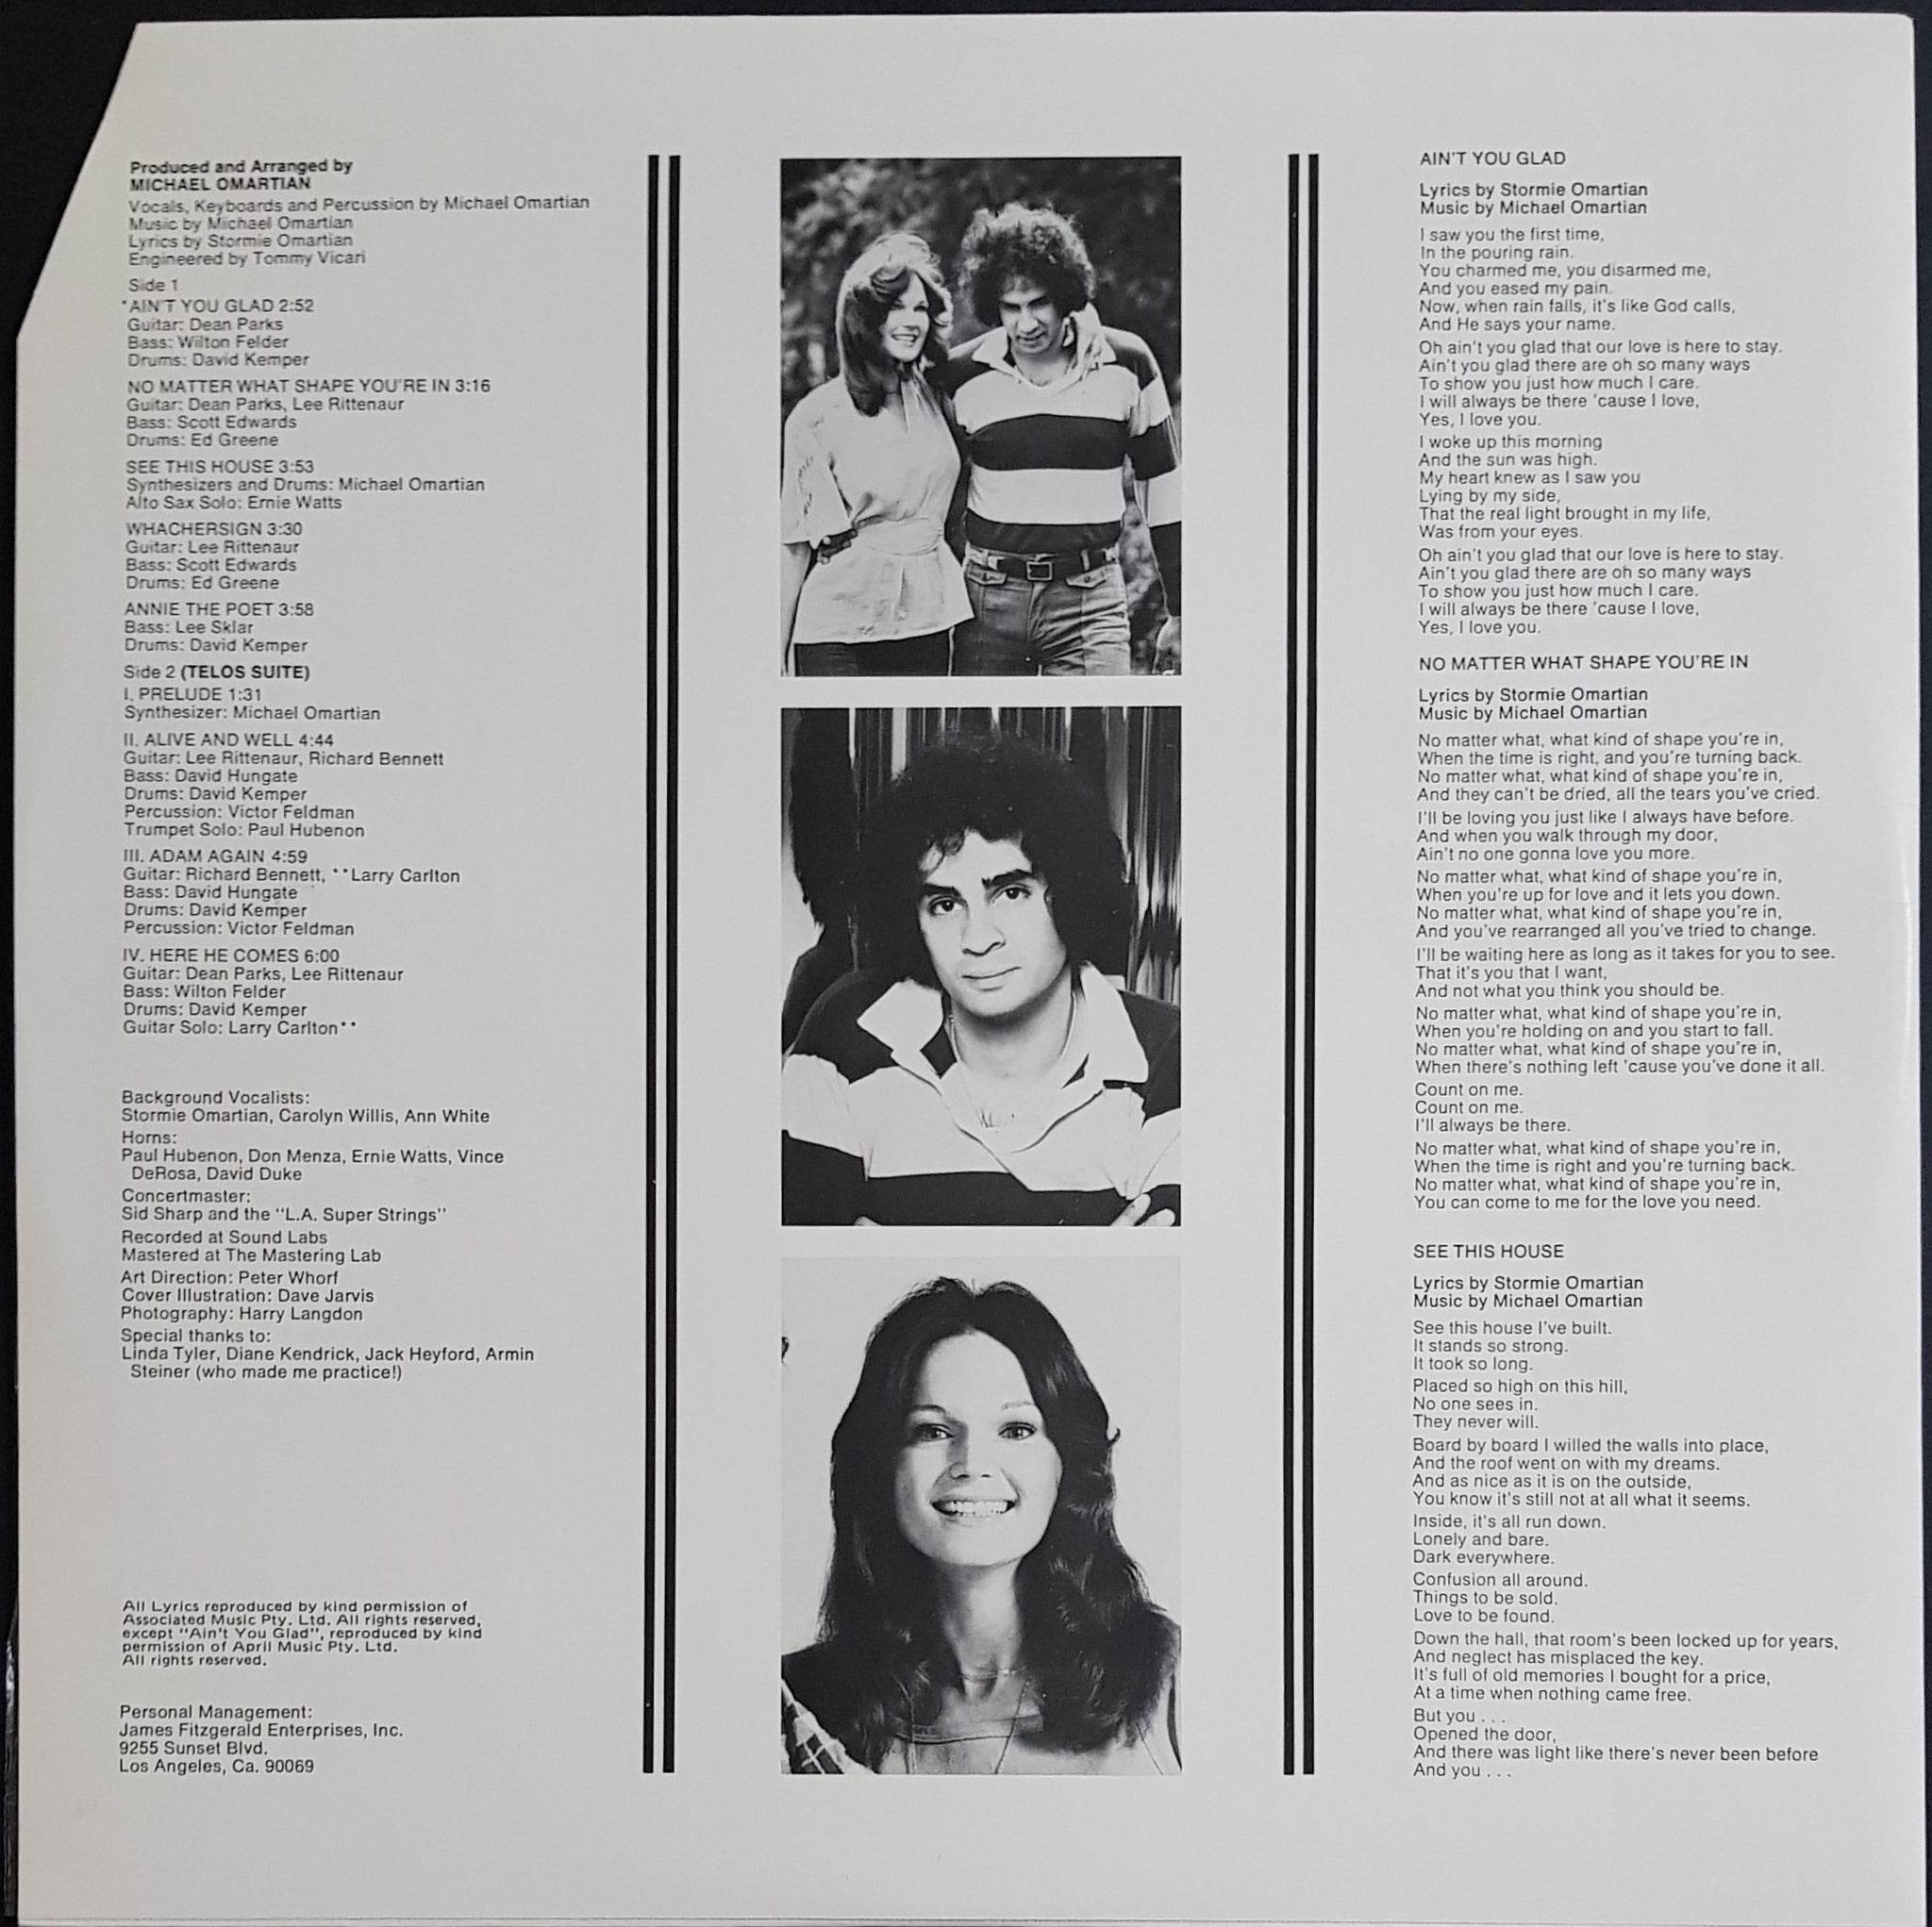 Produced and Arranged by
MICHAEL OMARTIAN
Vocals, Keyboards and Percussion by Michael Omartian
Music by Michael Omartian
Lyrics by Stormie Omartian
Engineered by Tommy Vicari
Side 1
*AIN'T YOU GLAD 2:52
Guitar: Dean Parks
Bass: Wilton Felder
Drums: David Kemper
NO MATTER WHAT SHAPE YOU'RE IN 3:16
Guitar: Dean Parks, Lee Rittenaur
Bass: Scott Edwards
Drums: Ed Greene
SEE THIS HOUSE 3:53
Synthesizers and Drums: Michael Omartian
Alto Sax Solo: Ernie Watts
WHACHERSIGN 3:30
Guitar: Lee Rittenaur
Bass: Scott Edwards
Drums: Ed Greene
ANNIE THE POET 3:58
Bass: Lee Sklar
Drums: David Kemper
Side 2 (TELOS SUITE)
I. PRELUDE 1:31
Synthesizer: Michael Omartian
II. ALIVE AND WELL 4:44
Guitar: Lee Rittenaur, Richard Bennett
Bass: David Hungate
Drums: David Kemper
Percussion: Victor Feldman
Trumpet Solo: Paul Hubenon
III. ADAM AGAIN 4:59
Guitar: Richard Bennett, **Larry Carlton
Bass: David Hungate
Drums: David Kemper
Percussion: Victor Feldman
IV. HERE HE COMES 6:00
Guitar: Dean Parks, Lee Rittenaur
Bass: Wilton Felder
Drums: David Kemper
Guitar Solo: Larry Carlton**
Background Vocalists:
Stormie Omartian, Carolyn Willis, Ann White
Horns:
Paul Hubenon, Don Menza, Ernie Watts, Vince
DeRosa, David Duke
Concertmaster:
Sid Sharp and the "L.A. Super Strings"
Recorded at Sound Labs
Mastered at The Mastering Lab
Art Direction: Peter Whorf
Cover Illustration: Dave Jarvis
Photography: Harry Langdon
Special thanks to:
Linda Tyler, Diane Kendrick, Jack Heyford, Armin
Steiner (who made me practice!)
All Lyrics reproduced by kind permission of
Associated Music Pty. Ltd. All rights reserved,
except "Ain't You Glad", reproduced by kind
permission of April Music Pty. Ltd.
All rights reserved.
Personal Management:
James Fitzgerald Enterprises, Inc.
9255 Sunset Blvd.
Los Angeles, Ca. 90069
AIN'T YOU GLAD
Lyrics by Stormie Omartian
Music by Michael Omartian
I saw you the first time,
In the pouring rain.
You charmed me, you disarmed me,
And you eased my pain.
Now, when rain falls, it's like God calls,
And He says your name.
Oh ain't you glad that our love is here to stay.
Ain't you glad there are oh so many ways
To show you just how much I care.
I will always be there 'cause I love,
Yes, I love you.
I woke up this morning
And the sun was high.
My heart knew as I saw you
Lying by my side,
That the real light brought in my life,
Was from your eyes.
Oh ain't you glad that our love is here to stay.
Ain't you glad there are oh so many ways
To show you just how much I care.
I will always be there 'cause I love,
Yes, I love you.
NO MATTER WHAT SHAPE YOU'RE IN
Lyrics by Stormie Omartian
Music by Michael Omartian
No matter what, what kind of shape you're in,
When the time is right, and you're turning back.
No matter what, what kind of shape you're in,
And they can't be dried, all the tears you've cried.
I'll be loving you just like I always have before.
And when you walk through my door,
Ain't no one gonna love you more.
No matter what, what kind of shape you're in,
When you're up for love and it lets you down.
No matter what, what kind of shape you're in,
And you've rearranged all you've tried to change.
I'll be waiting here as long as it takes for you to see.
That it's you that I want,
And not what you think you should be.
No matter what, what kind of shape you're in,
When you're holding on and you start to fall.
No matter what, what kind of shape you're in,
When there's nothing left 'cause you've done it all.
Count on me.
Count on me.
I'll always be there.
No matter what, what kind of shape you're in,
When the time is right and you're turning back.
No matter what, what kind of shape you're in,
You can come to me for the love you need.
SEE THIS HOUSE
Lyrics by Stormie Omartian
Music by Michael Omartian
See this house I've built.
It stands so strong.
It took so long.
Placed so high on this hill,
No one sees in.
They never will.
Board by board I willed the walls into place,
And the roof went on with my dreams.
And as nice as it is on the outside,
You know it's still not at all what it seems.
Inside, it's all run down.
Lonely and bare.
Dark everywhere.
Confusion all around.
Things to be sold.
Love to be found.
Down the hall, that room's been locked up for years,
And neglect has misplaced the key.
It's full of old memories I bought for a price,
At a time when nothing came free.
But you . . .
Opened the door,
And there was light like there's never been before
And you . . .